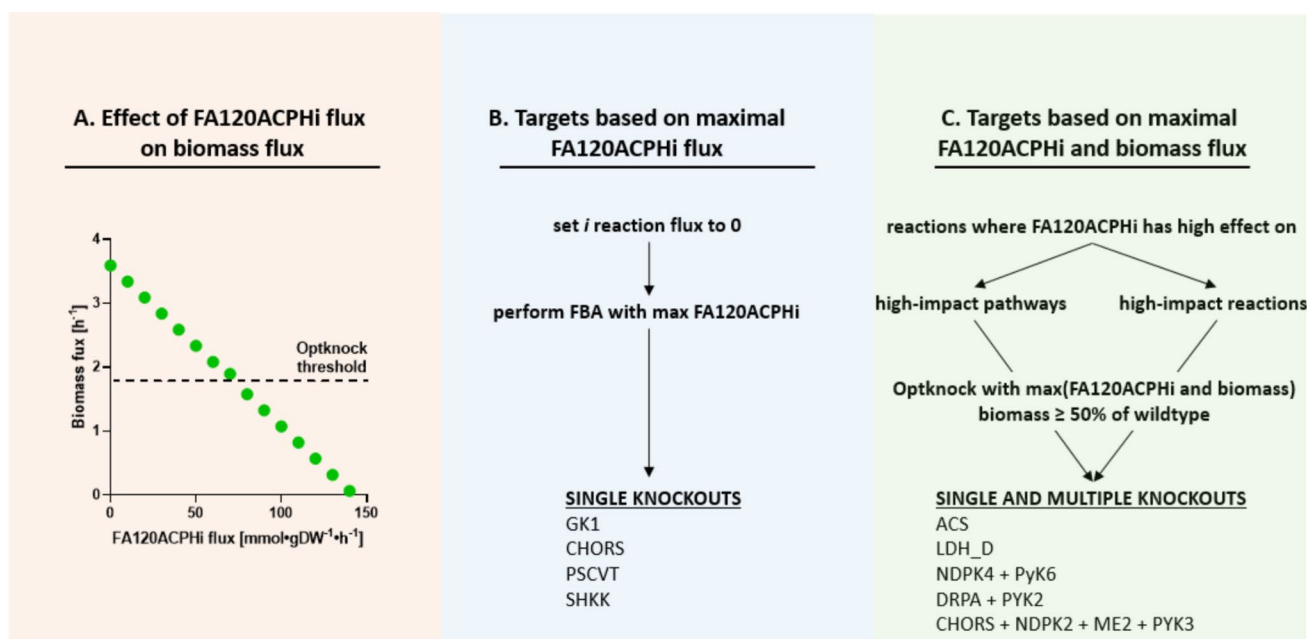 A. Effect of FA120ACPHi flux
on biomass flux
4
3
2
1
0
Biomass fux [h⁻¹]
Optknock
threshold
0
50
100
150
FA120ACPHi flux [mmol•gDW⁻¹•h⁻¹]
B. Targets based on maximal
FA120ACPHi flux
set i reaction flux to 0
perform FBA with max FA120ACPHi
SINGLE KNOCKOUTS
GK1
CHORS
PSCVT
SHKK
C. Targets based on maximal
FA120ACPHi and biomass flux
reactions where FA120ACPHi has high effect on
high-impact pathways
high-impact reactions
Optknock with max(FA120ACPHi and biomass)
biomass ≥ 50% of wildtype
SINGLE AND MULTIPLE KNOCKOUTS
ACS
LDH_D
NDPK4 + PyK6
DRPA + PYK2
CHORS + NDPK2 + ME2 + PYK3